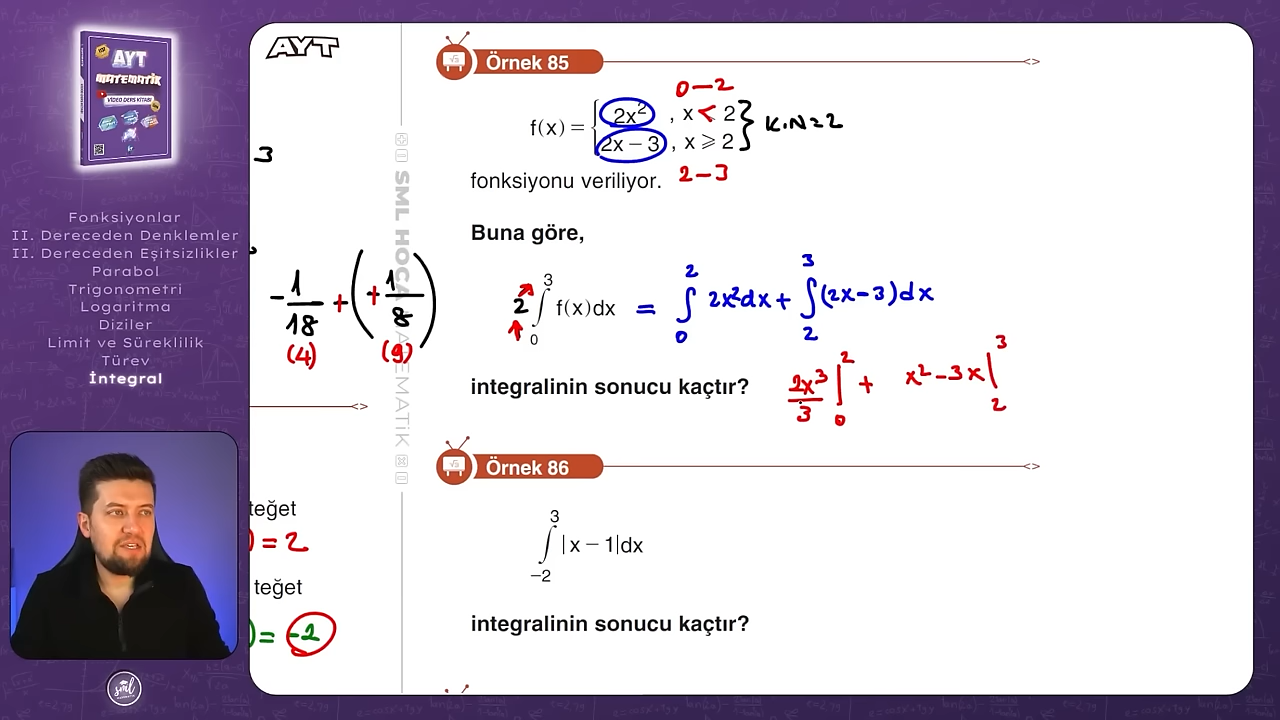 AYT
MATEMATİK
VİDEO DERS KİTABI
Fonksiyonlar
II. Dereceden Denklemler
II. Dereceden Eşitsizlikler
Parabol
Trigonometri
Logaritma
Diziler
Limit ve Süreklilik
Türev
İntegral
sml
AYT
3
-1/18 + (+1/8)
(4) (9)
teğet
) = 2
teğet
) = -2
SML HOCA MATEMATİK
Örnek 85
0-2
f(x) = { 2x² , x < 2
2x - 3 , x ⩾ 2 } K.N=2
fonksiyonu veriliyor. 2-3
Buna göre,
2 ∫₀³ f(x)dx = ∫₀² 2x²dx + ∫₂³ (2x-3)dx
integralinin sonucu kaçtır? 2x³/3 |₀² + x²-3x |₂³
Örnek 86
∫₋₂³ |x - 1|dx
integralinin sonucu kaçtır?